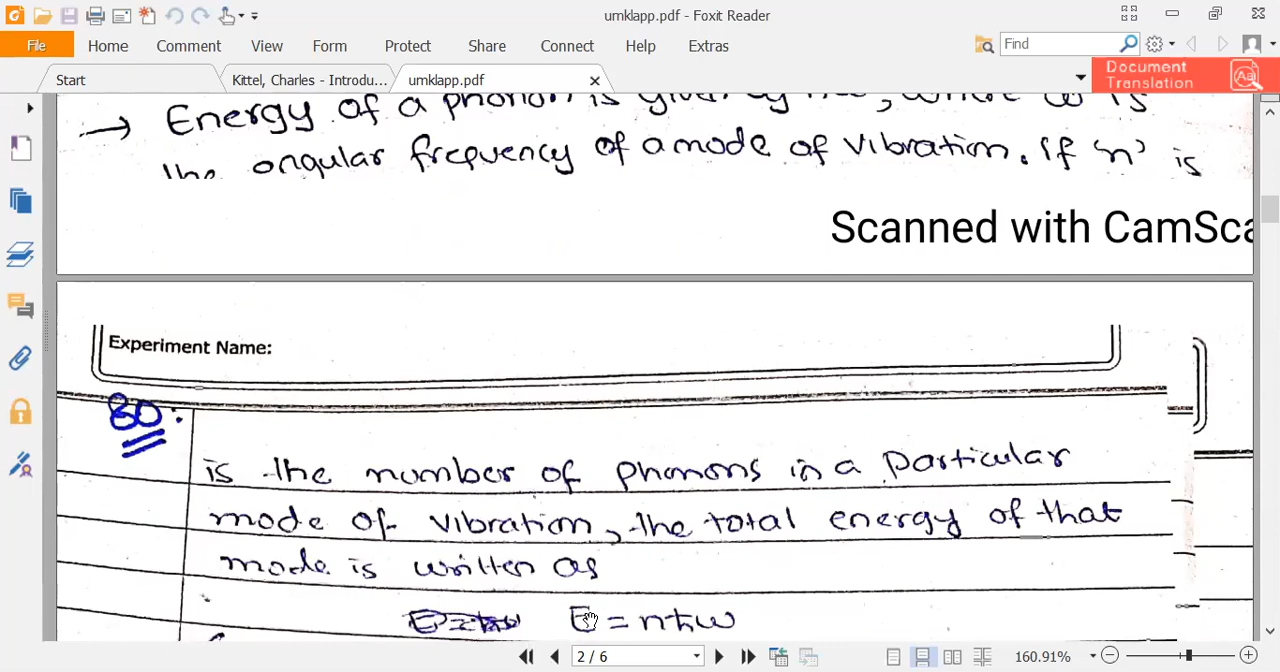 umklapp.pdf - Foxit Reader
File Home Comment View Form Protect Share Connect Help Extras Find
Start Kittel, Charles - Introdu... umklapp.pdf Document Translation
→ Energy of a phonon is given by ħω, where ω is
the angular frequency of a mode of vibration. If 'n' is
Scanned with CamSca
Experiment Name:
80:
is the number of phonons in a particular
mode of vibration, the total energy of that
mode is written as
E = nħω
2 / 6 160.91%